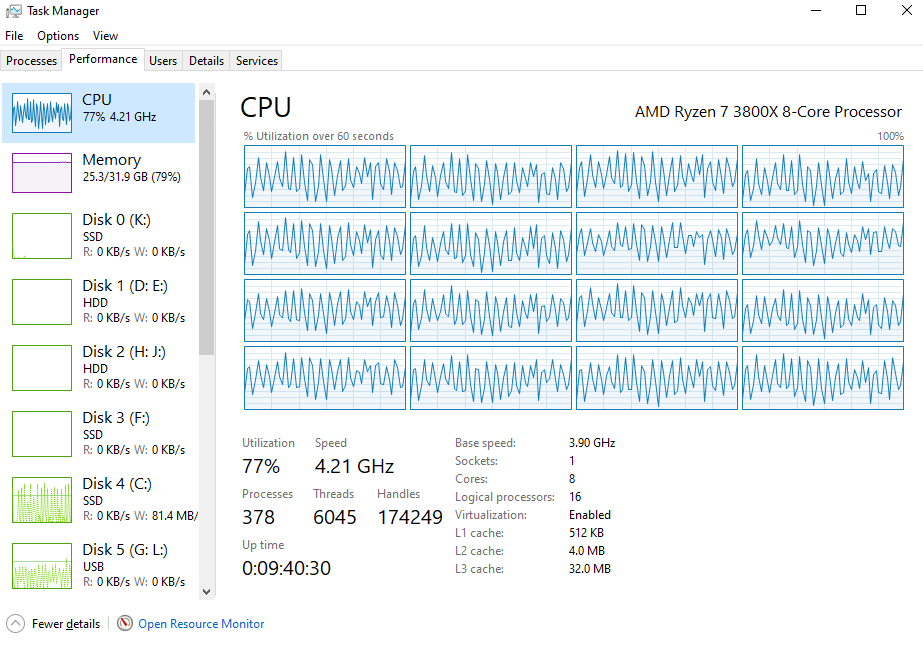 Task Manager
File Options View
Processes Performance Users Details Services
CPU
77% 4.21 GHz
Memory
25.3/31.9 GB (79%)
Disk 0 (K:)
SSD
R: 0 KB/s W: 0 KB/s
Disk 1 (D: E:)
HDD
R: 0 KB/s W: 0 KB/s
Disk 2 (H: J:)
HDD
R: 0 KB/s W: 0 KB/s
Disk 3 (F:)
SSD
R: 0 KB/s W: 0 KB/s
Disk 4 (C:)
SSD
R: 0 KB/s W: 81.4 MB/
Disk 5 (G: L:)
USB
R: 0 KB/s W: 0 KB/s
CPU
AMD Ryzen 7 3800X 8-Core Processor
% Utilization over 60 seconds 100%
Utilization Speed
77% 4.21 GHz
Processes Threads Handles
378 6045 174249
Up time
0:09:40:30
Base speed: 3.90 GHz
Sockets: 1
Cores: 8
Logical processors: 16
Virtualization: Enabled
L1 cache: 512 KB
L2 cache: 4.0 MB
L3 cache: 32.0 MB
Fewer details Open Resource Monitor